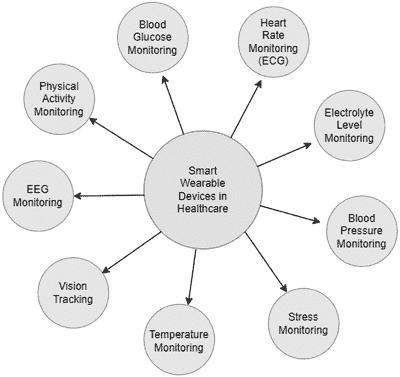 Blood
Glucose
Monitoring
Heart
Rate
Monitoring
(ECG)
Physical
Activity
Monitoring
Electrolyte
Level
Monitoring
Smart
Wearable
Devices in
Healthcare
EEG
Monitoring
Blood
Pressure
Monitoring
Vision
Tracking
Stress
Monitoring
Temperature
Monitoring